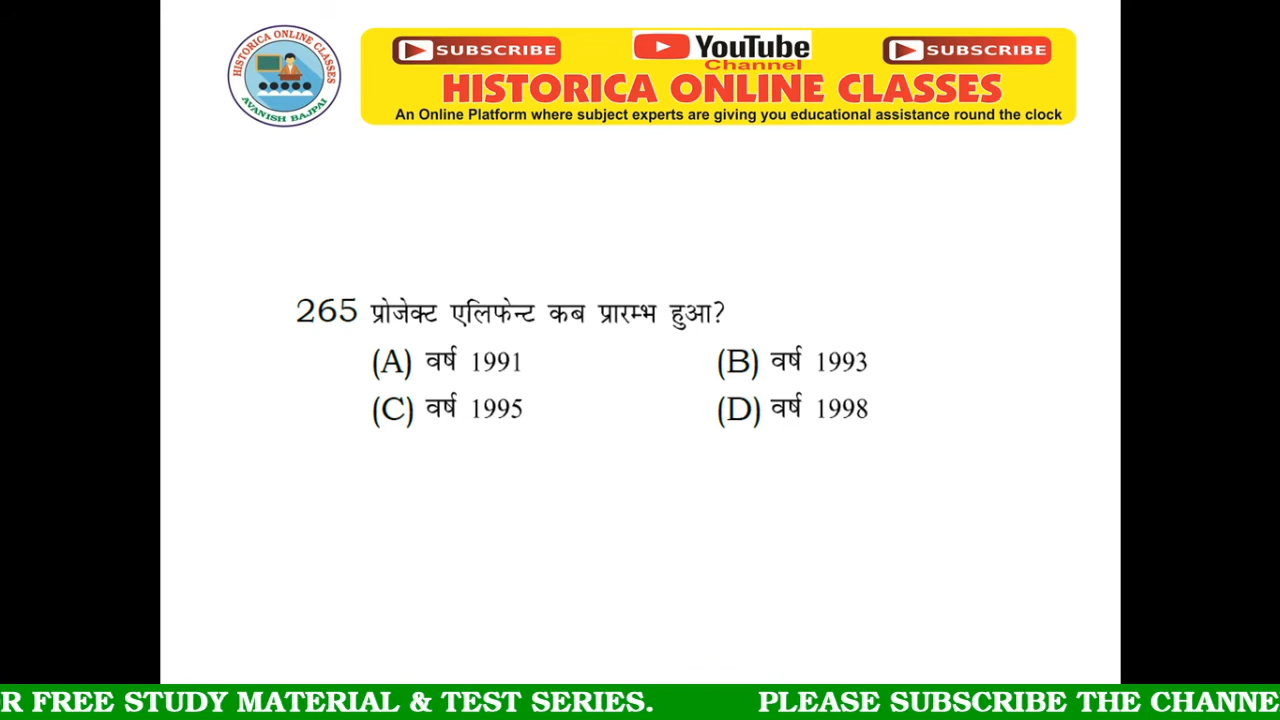 HISTORICA ONLINE CLASSES
AVANISH BAJPAI
SUBSCRIBE
YouTube
SUBSCRIBE
Channel
HISTORICA ONLINE CLASSES
An Online Platform where subject experts are giving you educational assistance round the clock
265 प्रोजेक्ट एलिफेन्ट कब प्रारम्भ हुआ?
(A) वर्ष 1991
(B) वर्ष 1993
(C) वर्ष 1995
(D) वर्ष 1998
R FREE STUDY MATERIAL & TEST SERIES. PLEASE SUBSCRIBE THE CHANNE